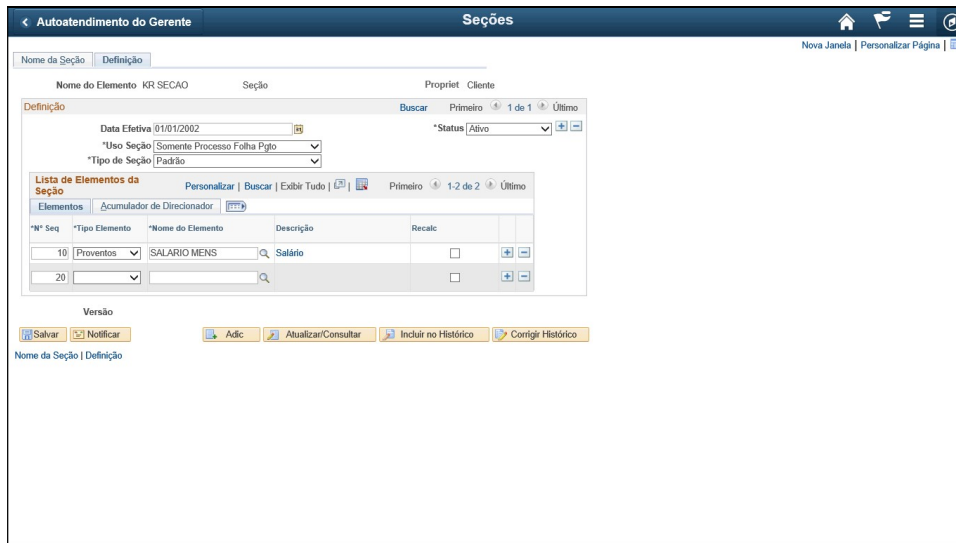 Autoatendimento do Gerente Seções
Nova Janela | Personalizar Página |
Nome da Seção Definição
Nome do Elemento KR SECAO Seção Propriet Cliente
Definição Buscar Primeiro 1 de 1 Último
Data Efetiva 01/01/2002 *Status Ativo
*Uso Seção Somente Processo Folha Pgto
*Tipo de Seção Padrão
Lista de Elementos da Seção Personalizar | Buscar | Exibir Tudo | | Primeiro 1-2 de 2 Último
Elementos Acumulador de Direcionador
*Nº Seq *Tipo Elemento *Nome do Elemento Descrição Recalc
10 Proventos SALARIO MENS Salário
20
Versão
Salvar Notificar Adic Atualizar/Consultar Incluir no Histórico Corrigir Histórico
Nome da Seção | Definição